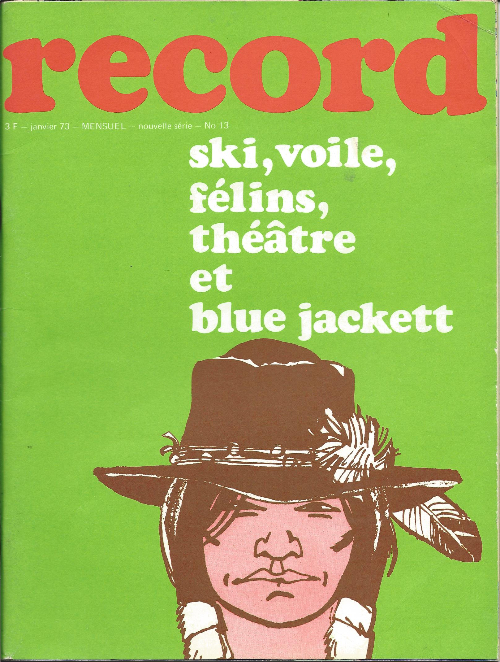 record
3 F — janvier 73 — MENSUEL — nouvelle série — No 13
ski, voile,
félins,
théâtre
et
blue jackett